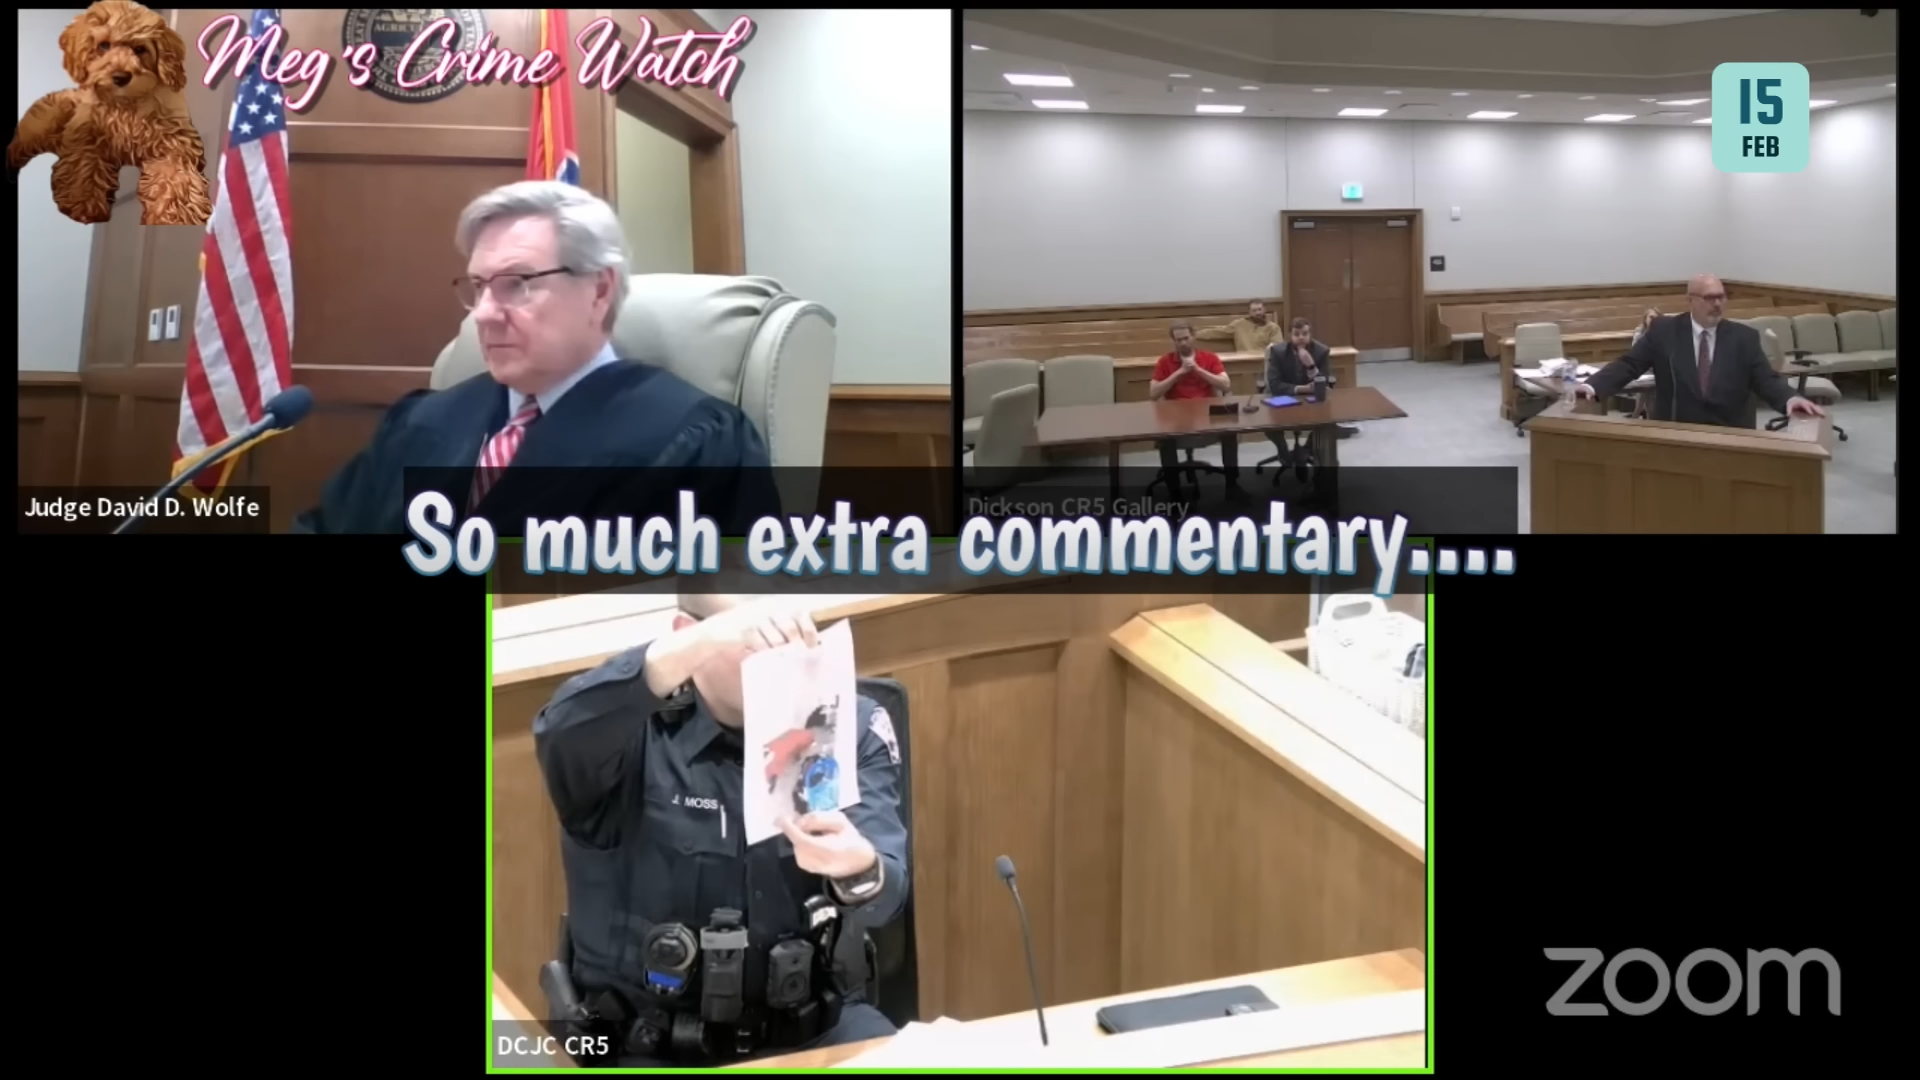 Meg's Crime Watch
AGRICUL
15
FEB
Judge David D. Wolfe
Dickson CR5 Gallery
So much extra commentary....
J. MOSS
DCJC CR5
zoom